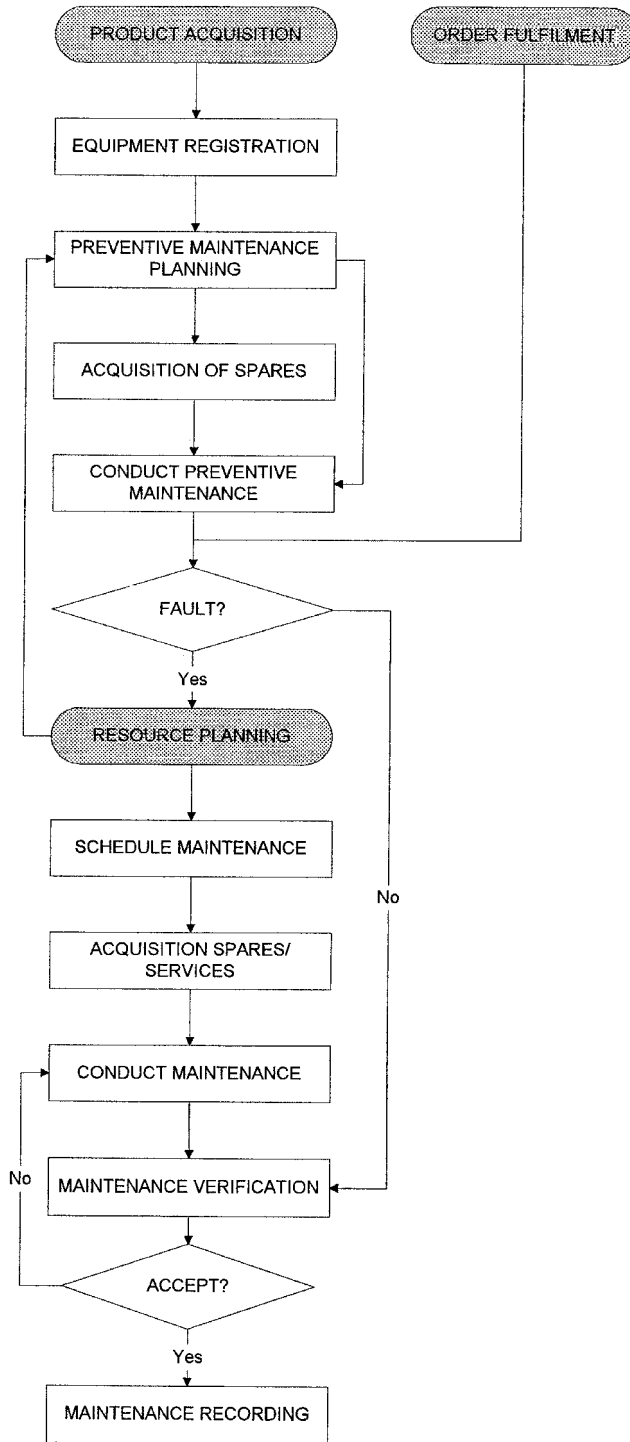 PRODUCT ACQUISITION
ORDER FULFILMENT
EQUIPMENT REGISTRATION
PREVENTIVE MAINTENANCE
PLANNING
ACQUISITION OF SPARES
CONDUCT PREVENTIVE
MAINTENANCE
FAULT?
Yes
RESOURCE PLANNING
SCHEDULE MAINTENANCE
No
ACQUISITION SPARES/
SERVICES
CONDUCT MAINTENANCE
No
MAINTENANCE VERIFICATION
ACCEPT?
Yes
MAINTENANCE RECORDING